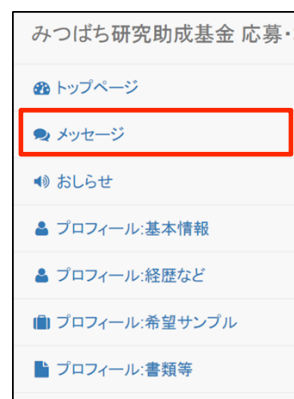 みつばち研究助成基金 応募・
トップページ
メッセージ
おしらせ
プロフィール:基本情報
プロフィール:経歴など
プロフィール:希望サンプル
プロフィール:書類等